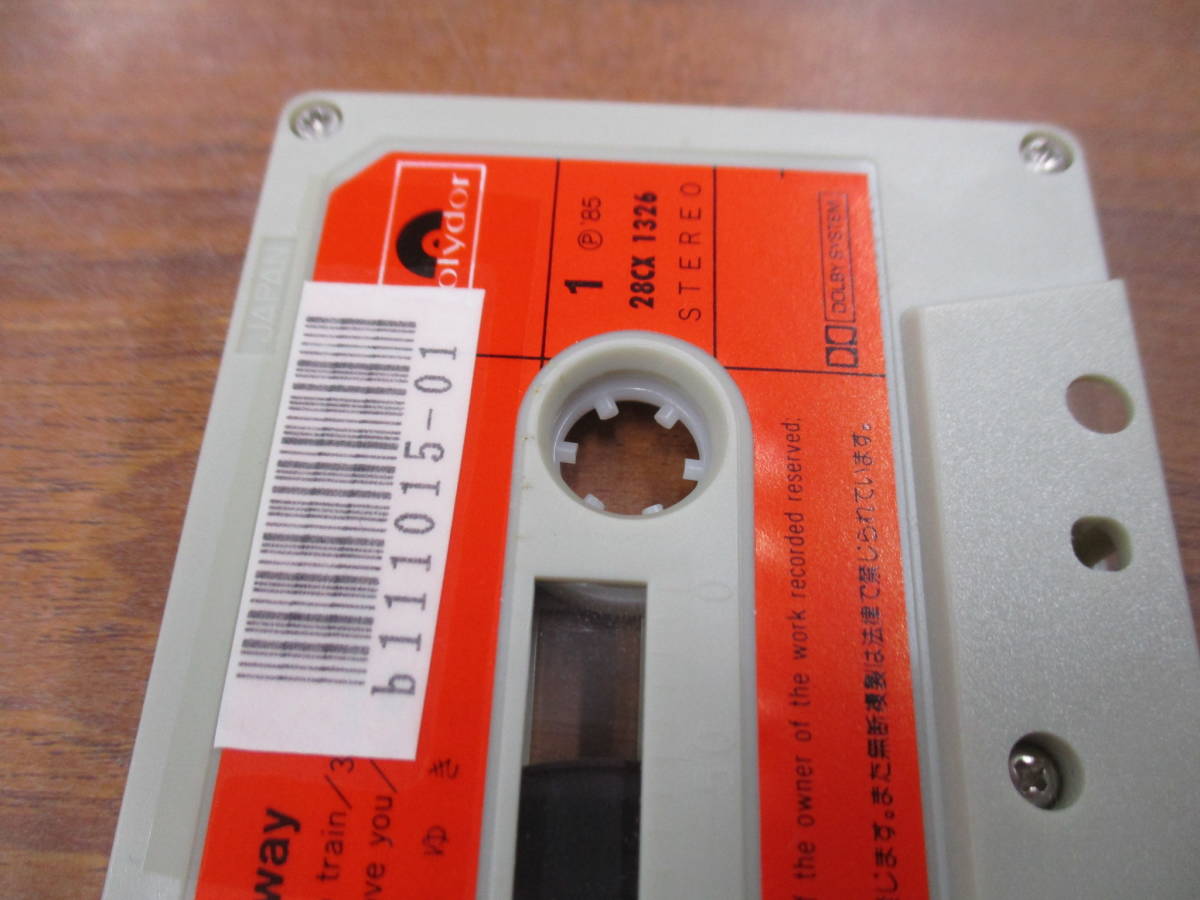 JAPAN
olydor
1 Ⓟ'85
28CX 1326
STEREO
DOLBY SYSTEM
b111015-01
way
train/3
ve you/
ゆ き
the owner of the work recorded reserved;
じます。また無断複製は法律で禁じられています。